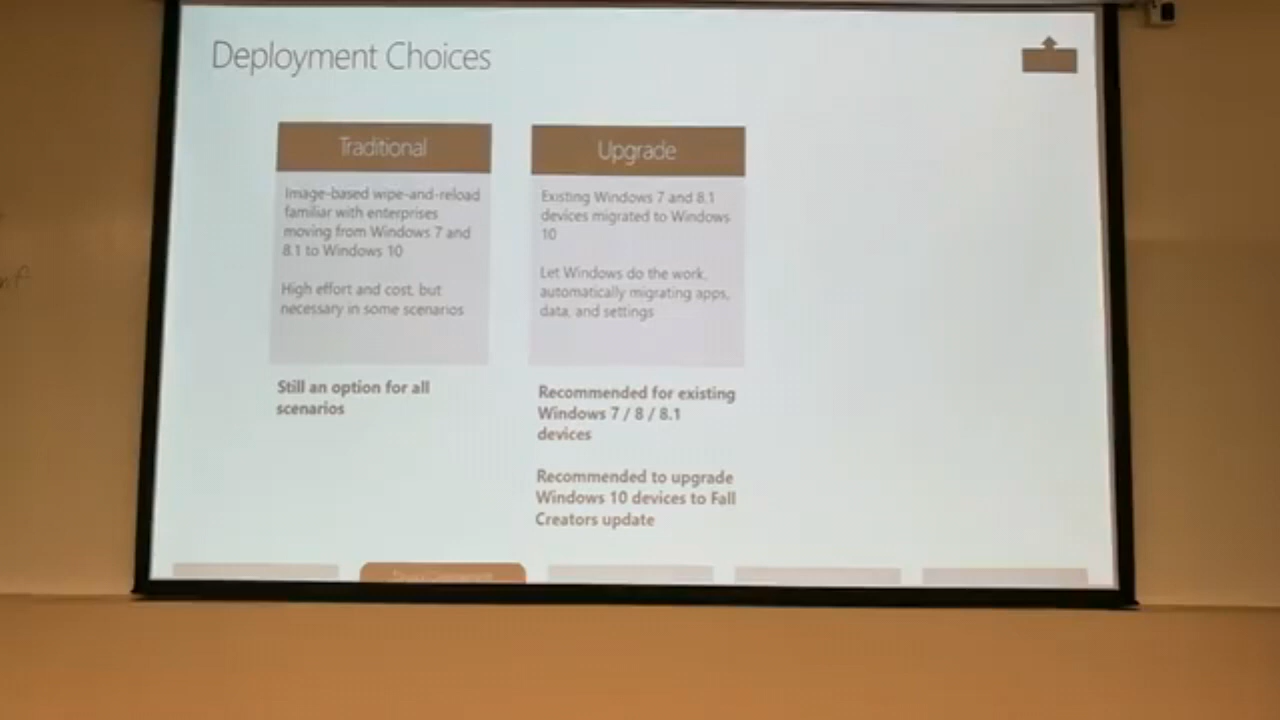 Deployment Choices
Traditional
Image-based wipe-and-reload
familiar with enterprises
moving from Windows 7 and
8.1 to Windows 10
High effort and cost, but
necessary in some scenarios
Still an option for all
scenarios
Upgrade
Existing Windows 7 and 8.1
devices migrated to Windows
10
Let Windows do the work,
automatically migrating apps,
data, and settings
Recommended for existing
Windows 7 / 8 / 8.1
devices
Recommended to upgrade
Windows 10 devices to Fall
Creators update